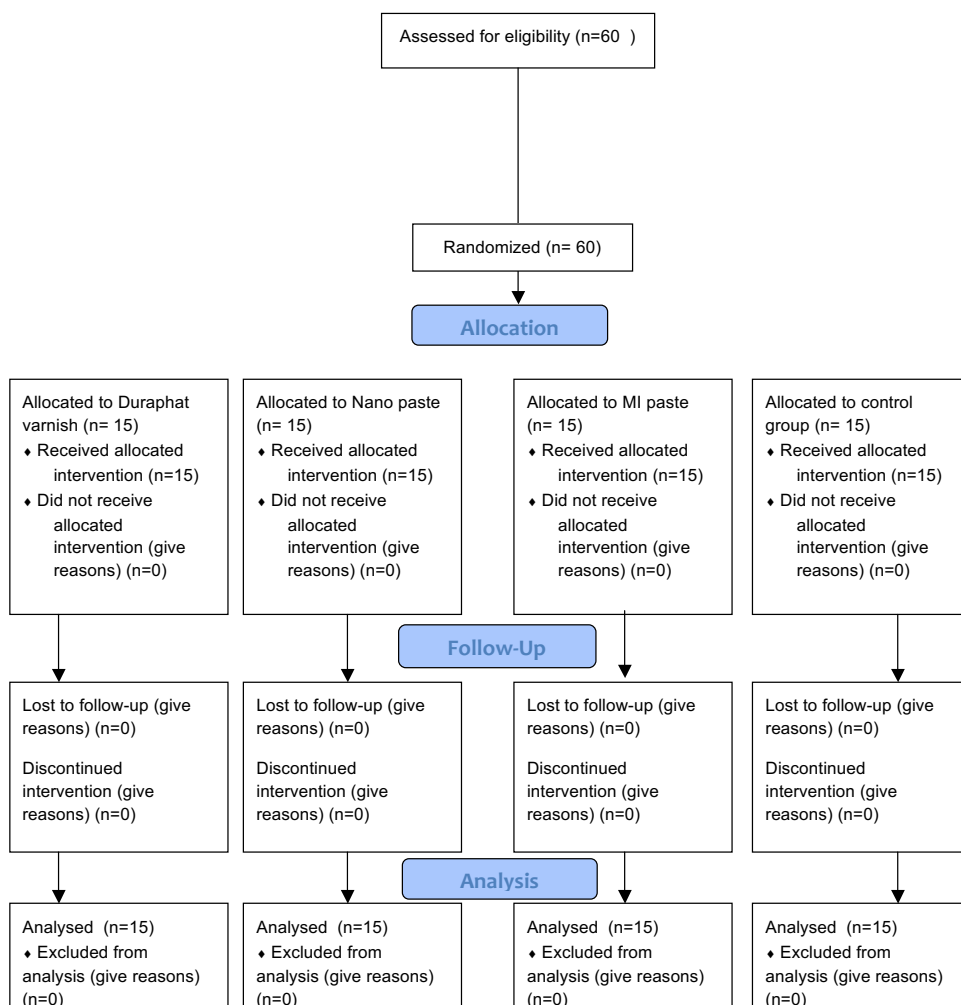 Assessed for eligibility (n=60  )
Randomized (n= 60)
Allocation
Allocated to Duraphat
varnish (n= 15)
♦ Received allocated
intervention (n=15)
♦ Did not receive
allocated
intervention (give
reasons) (n=0)
Allocated to Nano paste
(n= 15)
♦ Received allocated
intervention (n=15)
♦ Did not receive
allocated
intervention (give
reasons) (n=0)
Allocated to MI paste
(n= 15)
♦ Received allocated
intervention (n=15)
♦ Did not receive
allocated
intervention (give
reasons) (n=0)
Allocated to control
group (n= 15)
♦ Received allocated
intervention (n=15)
♦ Did not receive
allocated
intervention (give
reasons) (n=0)
Follow-Up
Lost to follow-up (give
reasons) (n=0)
Discontinued
intervention (give
reasons) (n=0)
Lost to follow-up (give
reasons) (n=0)
Discontinued
intervention (give
reasons) (n=0)
Lost to follow-up (give
reasons) (n=0)
Discontinued
intervention (give
reasons) (n=0)
Lost to follow-up (give
reasons) (n=0)
Discontinued
intervention (give
reasons) (n=0)
Analysis
Analysed  (n=15)
♦ Excluded from
analysis (give reasons)
(n=0)
Analysed  (n=15)
♦ Excluded from
analysis (give reasons)
(n=0)
Analysed  (n=15)
♦ Excluded from
analysis (give reasons)
(n=0)
Analysed  (n=15)
♦ Excluded from
analysis (give reasons)
(n=0)